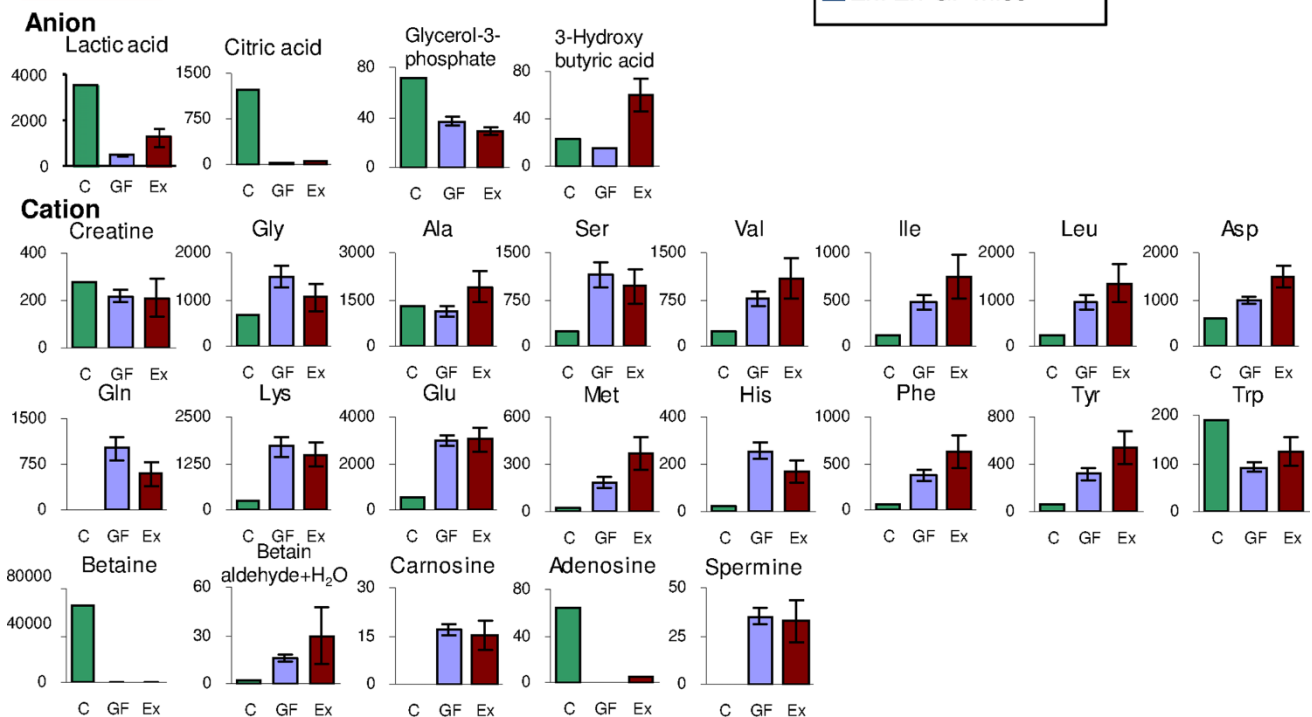 Anion
Lactic acid
4000
2000
0
C GF Ex
Citric acid
1500
750
0
C GF Ex
Glycerol-3-
phosphate
80
40
0
C GF Ex
3-Hydroxy
butyric acid
80
40
0
C GF Ex
Cation
Creatine
400
200
0
C GF Ex
Gly
2000
1000
0
C GF Ex
Ala
3000
1500
0
C GF Ex
Ser
1500
750
0
C GF Ex
Val
1500
750
0
C GF Ex
Ile
1000
500
0
C GF Ex
Leu
2000
1000
0
C GF Ex
Asp
2000
1000
0
C GF Ex
Gln
1500
750
0
C GF Ex
Lys
2500
1250
0
C GF Ex
Glu
4000
2000
0
C GF Ex
Met
600
300
0
C GF Ex
His
400
200
0
C GF Ex
Phe
1000
500
0
C GF Ex
Tyr
800
400
0
C GF Ex
Trp
200
100
0
C GF Ex
Betaine
80000
40000
0
C GF Ex
Betain
aldehyde+H₂O
60
30
0
C GF Ex
Carnosine
30
15
0
C GF Ex
Adenosine
80
40
0
C GF Ex
Spermine
50
25
0
C GF Ex